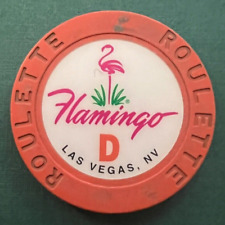 ROULETTE
ROULETTE
Flamingo
D
LAS VEGAS, NV